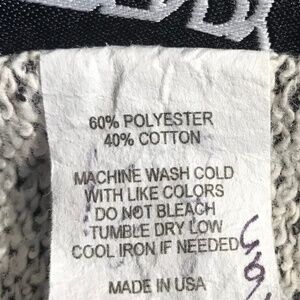 60% POLYESTER
40% COTTON
MACHINE WASH COLD
WITH LIKE COLORS
DO NOT BLEACH
TUMBLE DRY LOW
COOL IRON IF NEEDED
MADE IN USA